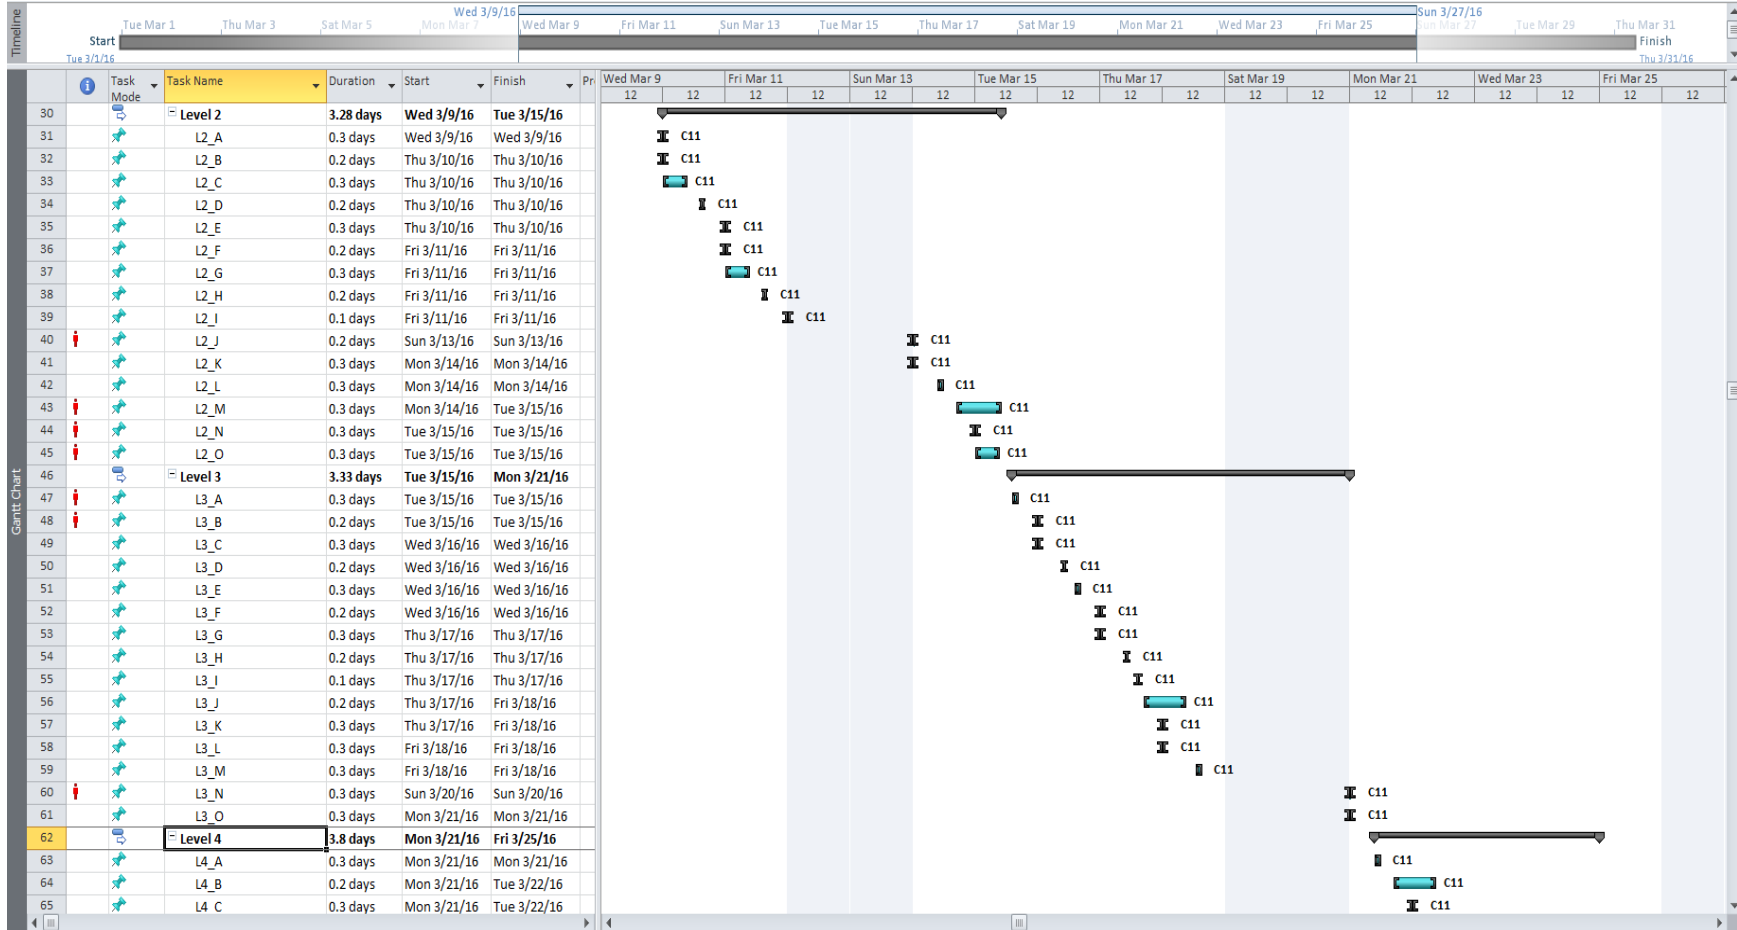 Wed 3/9/16 Sun 3/27/16
Tue Mar 1 Thu Mar 3 Sat Mar 5 Mon Mar 7 Wed Mar 9 Fri Mar 11 Sun Mar 13 Tue Mar 15 Thu Mar 17 Sat Mar 19 Mon Mar 21 Wed Mar 23 Fri Mar 25 Sun Mar 27 Tue Mar 29 Thu Mar 31
Timeline
Start Finish
Tue 3/1/16 Thu 3/31/16
Task Mode Task Name Duration Start Finish Pr
Wed Mar 9 Fri Mar 11 Sun Mar 13 Tue Mar 15 Thu Mar 17 Sat Mar 19 Mon Mar 21 Wed Mar 23 Fri Mar 25
12 12 12 12 12 12 12 12 12 12 12 12 12 12 12 12 12 12
30 Level 2 3.28 days Wed 3/9/16 Tue 3/15/16
31 L2_A 0.3 days Wed 3/9/16 Wed 3/9/16 C11
32 L2_B 0.2 days Thu 3/10/16 Thu 3/10/16 C11
33 L2_C 0.3 days Thu 3/10/16 Thu 3/10/16 C11
34 L2_D 0.2 days Thu 3/10/16 Thu 3/10/16 C11
35 L2_E 0.3 days Thu 3/10/16 Thu 3/10/16 C11
36 L2_F 0.2 days Fri 3/11/16 Fri 3/11/16 C11
37 L2_G 0.3 days Fri 3/11/16 Fri 3/11/16 C11
38 L2_H 0.2 days Fri 3/11/16 Fri 3/11/16 C11
39 L2_I 0.1 days Fri 3/11/16 Fri 3/11/16 C11
40 L2_J 0.2 days Sun 3/13/16 Sun 3/13/16 C11
41 L2_K 0.3 days Mon 3/14/16 Mon 3/14/16 C11
42 L2_L 0.3 days Mon 3/14/16 Mon 3/14/16 C11
43 L2_M 0.3 days Mon 3/14/16 Tue 3/15/16 C11
44 L2_N 0.3 days Tue 3/15/16 Tue 3/15/16 C11
45 L2_O 0.3 days Tue 3/15/16 Tue 3/15/16 C11
46 Level 3 3.33 days Tue 3/15/16 Mon 3/21/16
Gantt Chart
47 L3_A 0.3 days Tue 3/15/16 Tue 3/15/16 C11
48 L3_B 0.2 days Tue 3/15/16 Tue 3/15/16 C11
49 L3_C 0.3 days Wed 3/16/16 Wed 3/16/16 C11
50 L3_D 0.2 days Wed 3/16/16 Wed 3/16/16 C11
51 L3_E 0.3 days Wed 3/16/16 Wed 3/16/16 C11
52 L3_F 0.2 days Wed 3/16/16 Wed 3/16/16 C11
53 L3_G 0.3 days Thu 3/17/16 Thu 3/17/16 C11
54 L3_H 0.2 days Thu 3/17/16 Thu 3/17/16 C11
55 L3_I 0.1 days Thu 3/17/16 Thu 3/17/16 C11
56 L3_J 0.2 days Thu 3/17/16 Fri 3/18/16 C11
57 L3_K 0.3 days Thu 3/17/16 Fri 3/18/16 C11
58 L3_L 0.3 days Fri 3/18/16 Fri 3/18/16 C11
59 L3_M 0.3 days Fri 3/18/16 Fri 3/18/16 C11
60 L3_N 0.3 days Sun 3/20/16 Sun 3/20/16 C11
61 L3_O 0.3 days Mon 3/21/16 Mon 3/21/16 C11
62 Level 4 3.8 days Mon 3/21/16 Fri 3/25/16
63 L4_A 0.3 days Mon 3/21/16 Mon 3/21/16 C11
64 L4_B 0.2 days Mon 3/21/16 Tue 3/22/16 C11
65 L4_C 0.3 days Mon 3/21/16 Tue 3/22/16 C11